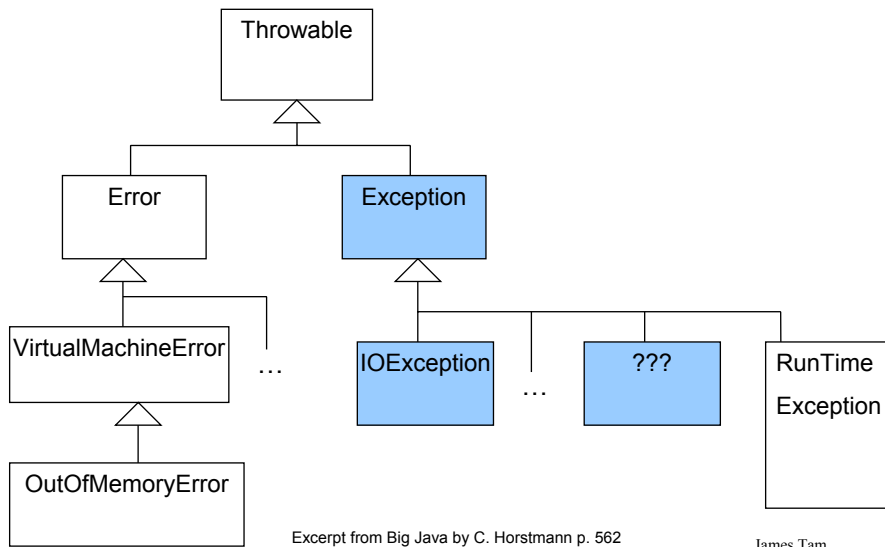 Throwable
Error
Exception
VirtualMachineError
...
IOException
...
???
RunTime
Exception
OutOfMemoryError
Excerpt from Big Java by C. Horstmann p. 562
James Tam